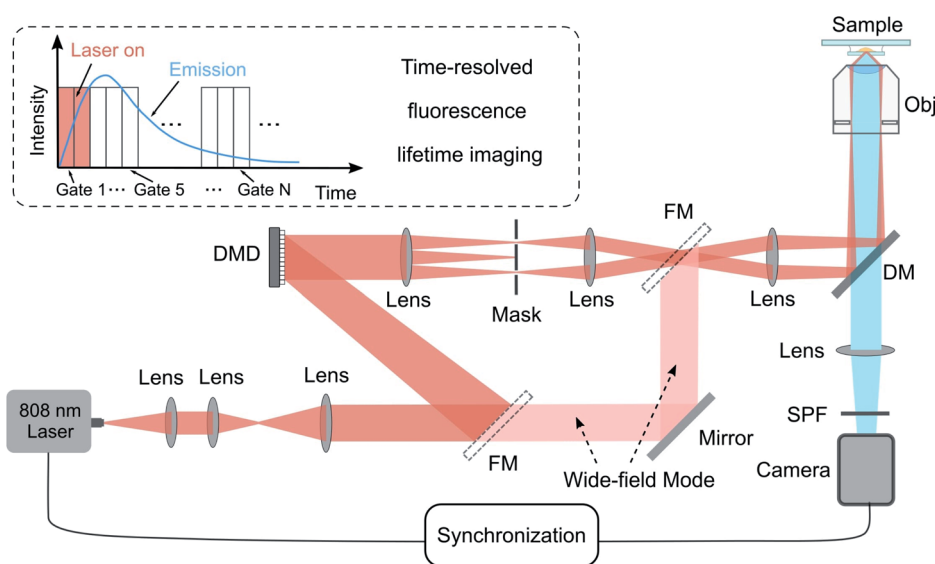 Sample
Laser on
Emission
Intensity
...
...
Gate 1
...
Gate 5
...
Gate N
Time
Time-resolved
fluorescence
lifetime imaging
Obj
FM
DMD
Lens
Mask
Lens
Lens
DM
Lens
Lens
Lens
Lens
808 nm
Laser
SPF
FM
Mirror
Wide-field Mode
Camera
Synchronization